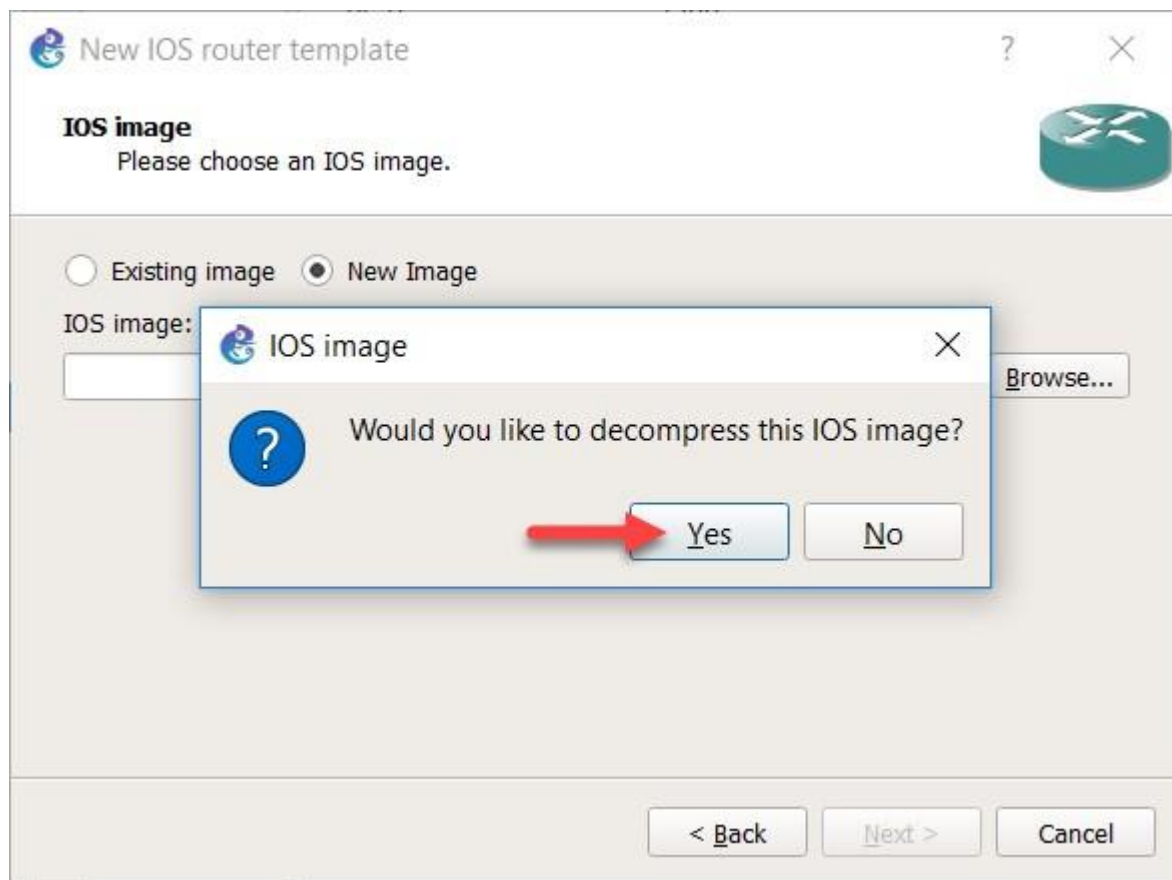 New IOS router template
IOS image
Please choose an IOS image.
Existing image New Image
IOS image:
Browse...
IOS image
Would you like to decompress this IOS image?
Yes No
< Back Next > Cancel